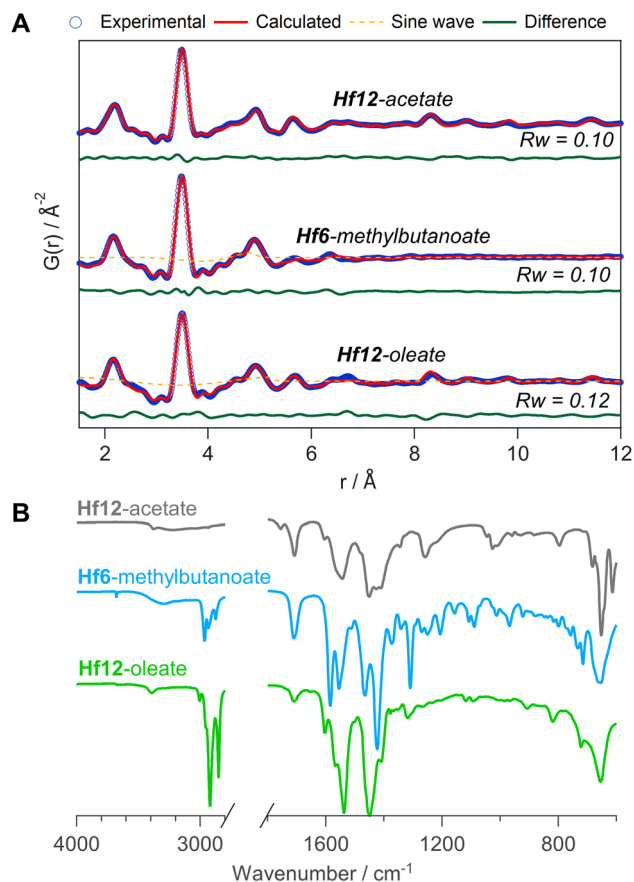 A
Experimental Calculated Sine wave Difference
Hf12-acetate
Rw = 0.10
Hf6-methylbutanoate
Rw = 0.10
Hf12-oleate
Rw = 0.12
G(r) / Å⁻²
2 4 6 8 10 12
r / Å
B
Hf12-acetate
Hf6-methylbutanoate
Hf12-oleate
4000 3000 1600 1200 800
Wavenumber / cm⁻¹